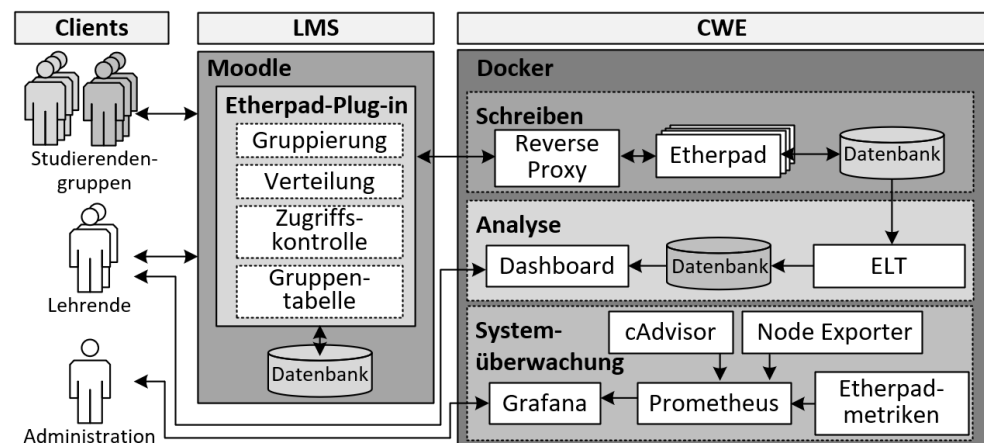 Clients
LMS
CWE
Studierenden-
gruppen
Lehrende
Administration
Moodle
Etherpad-Plug-in
Gruppierung
Verteilung
Zugriffs-
kontrolle
Gruppen-
tabelle
Datenbank
Docker
Schreiben
Reverse
Proxy
Etherpad
Datenbank
Analyse
Dashboard
Datenbank
ELT
System-
überwachung
cAdvisor
Node Exporter
Grafana
Prometheus
Etherpad-
metriken